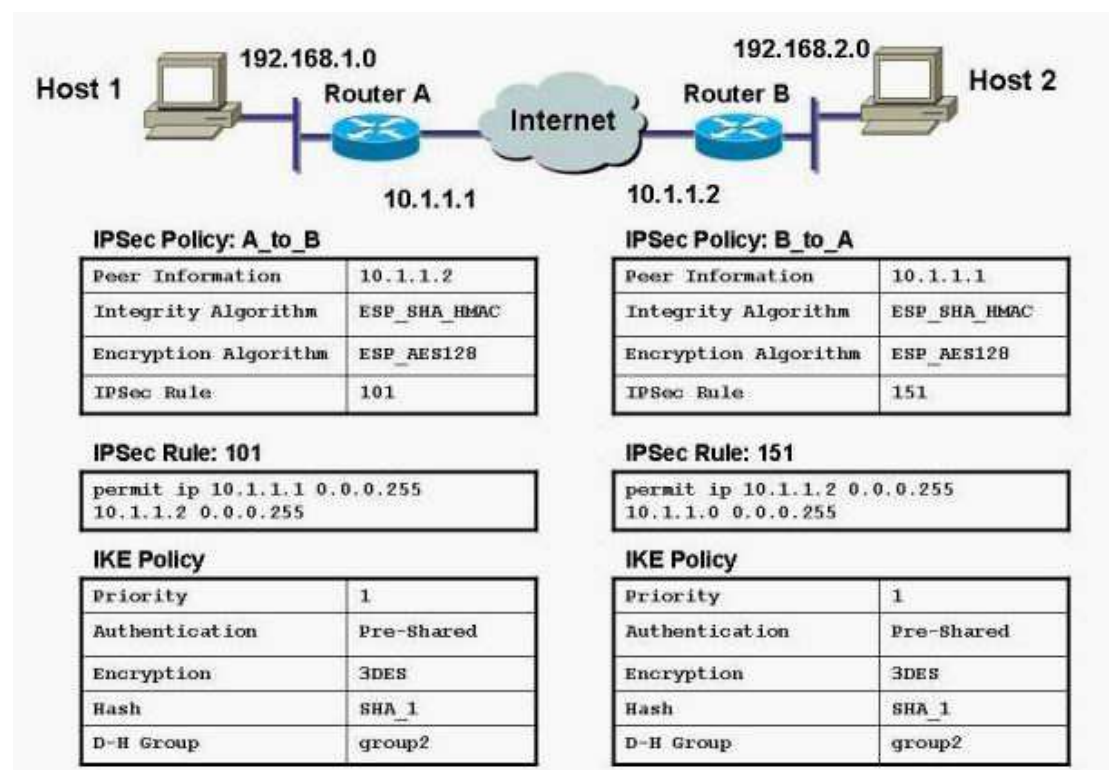 192.168.1.0
192.168.2.0
Host 1
Router A
Internet
Router B
Host 2
10.1.1.1
10.1.1.2
IPSec Policy: A_to_B
Peer Information 10.1.1.2
Integrity Algorithm ESP_SHA_HMAC
Encryption Algorithm ESP_AES128
IPSec Rule 101
IPSec Rule: 101
permit ip 10.1.1.1 0.0.0.255
10.1.1.2 0.0.0.255
IKE Policy
Priority 1
Authentication Pre-Shared
Encryption 3DES
Hash SHA_1
D-H Group group2
IPSec Policy: B_to_A
Peer Information 10.1.1.1
Integrity Algorithm ESP_SHA_HMAC
Encryption Algorithm ESP_AES128
IPSec Rule 151
IPSec Rule: 151
permit ip 10.1.1.2 0.0.0.255
10.1.1.0 0.0.0.255
IKE Policy
Priority 1
Authentication Pre-Shared
Encryption 3DES
Hash SHA_1
D-H Group group2